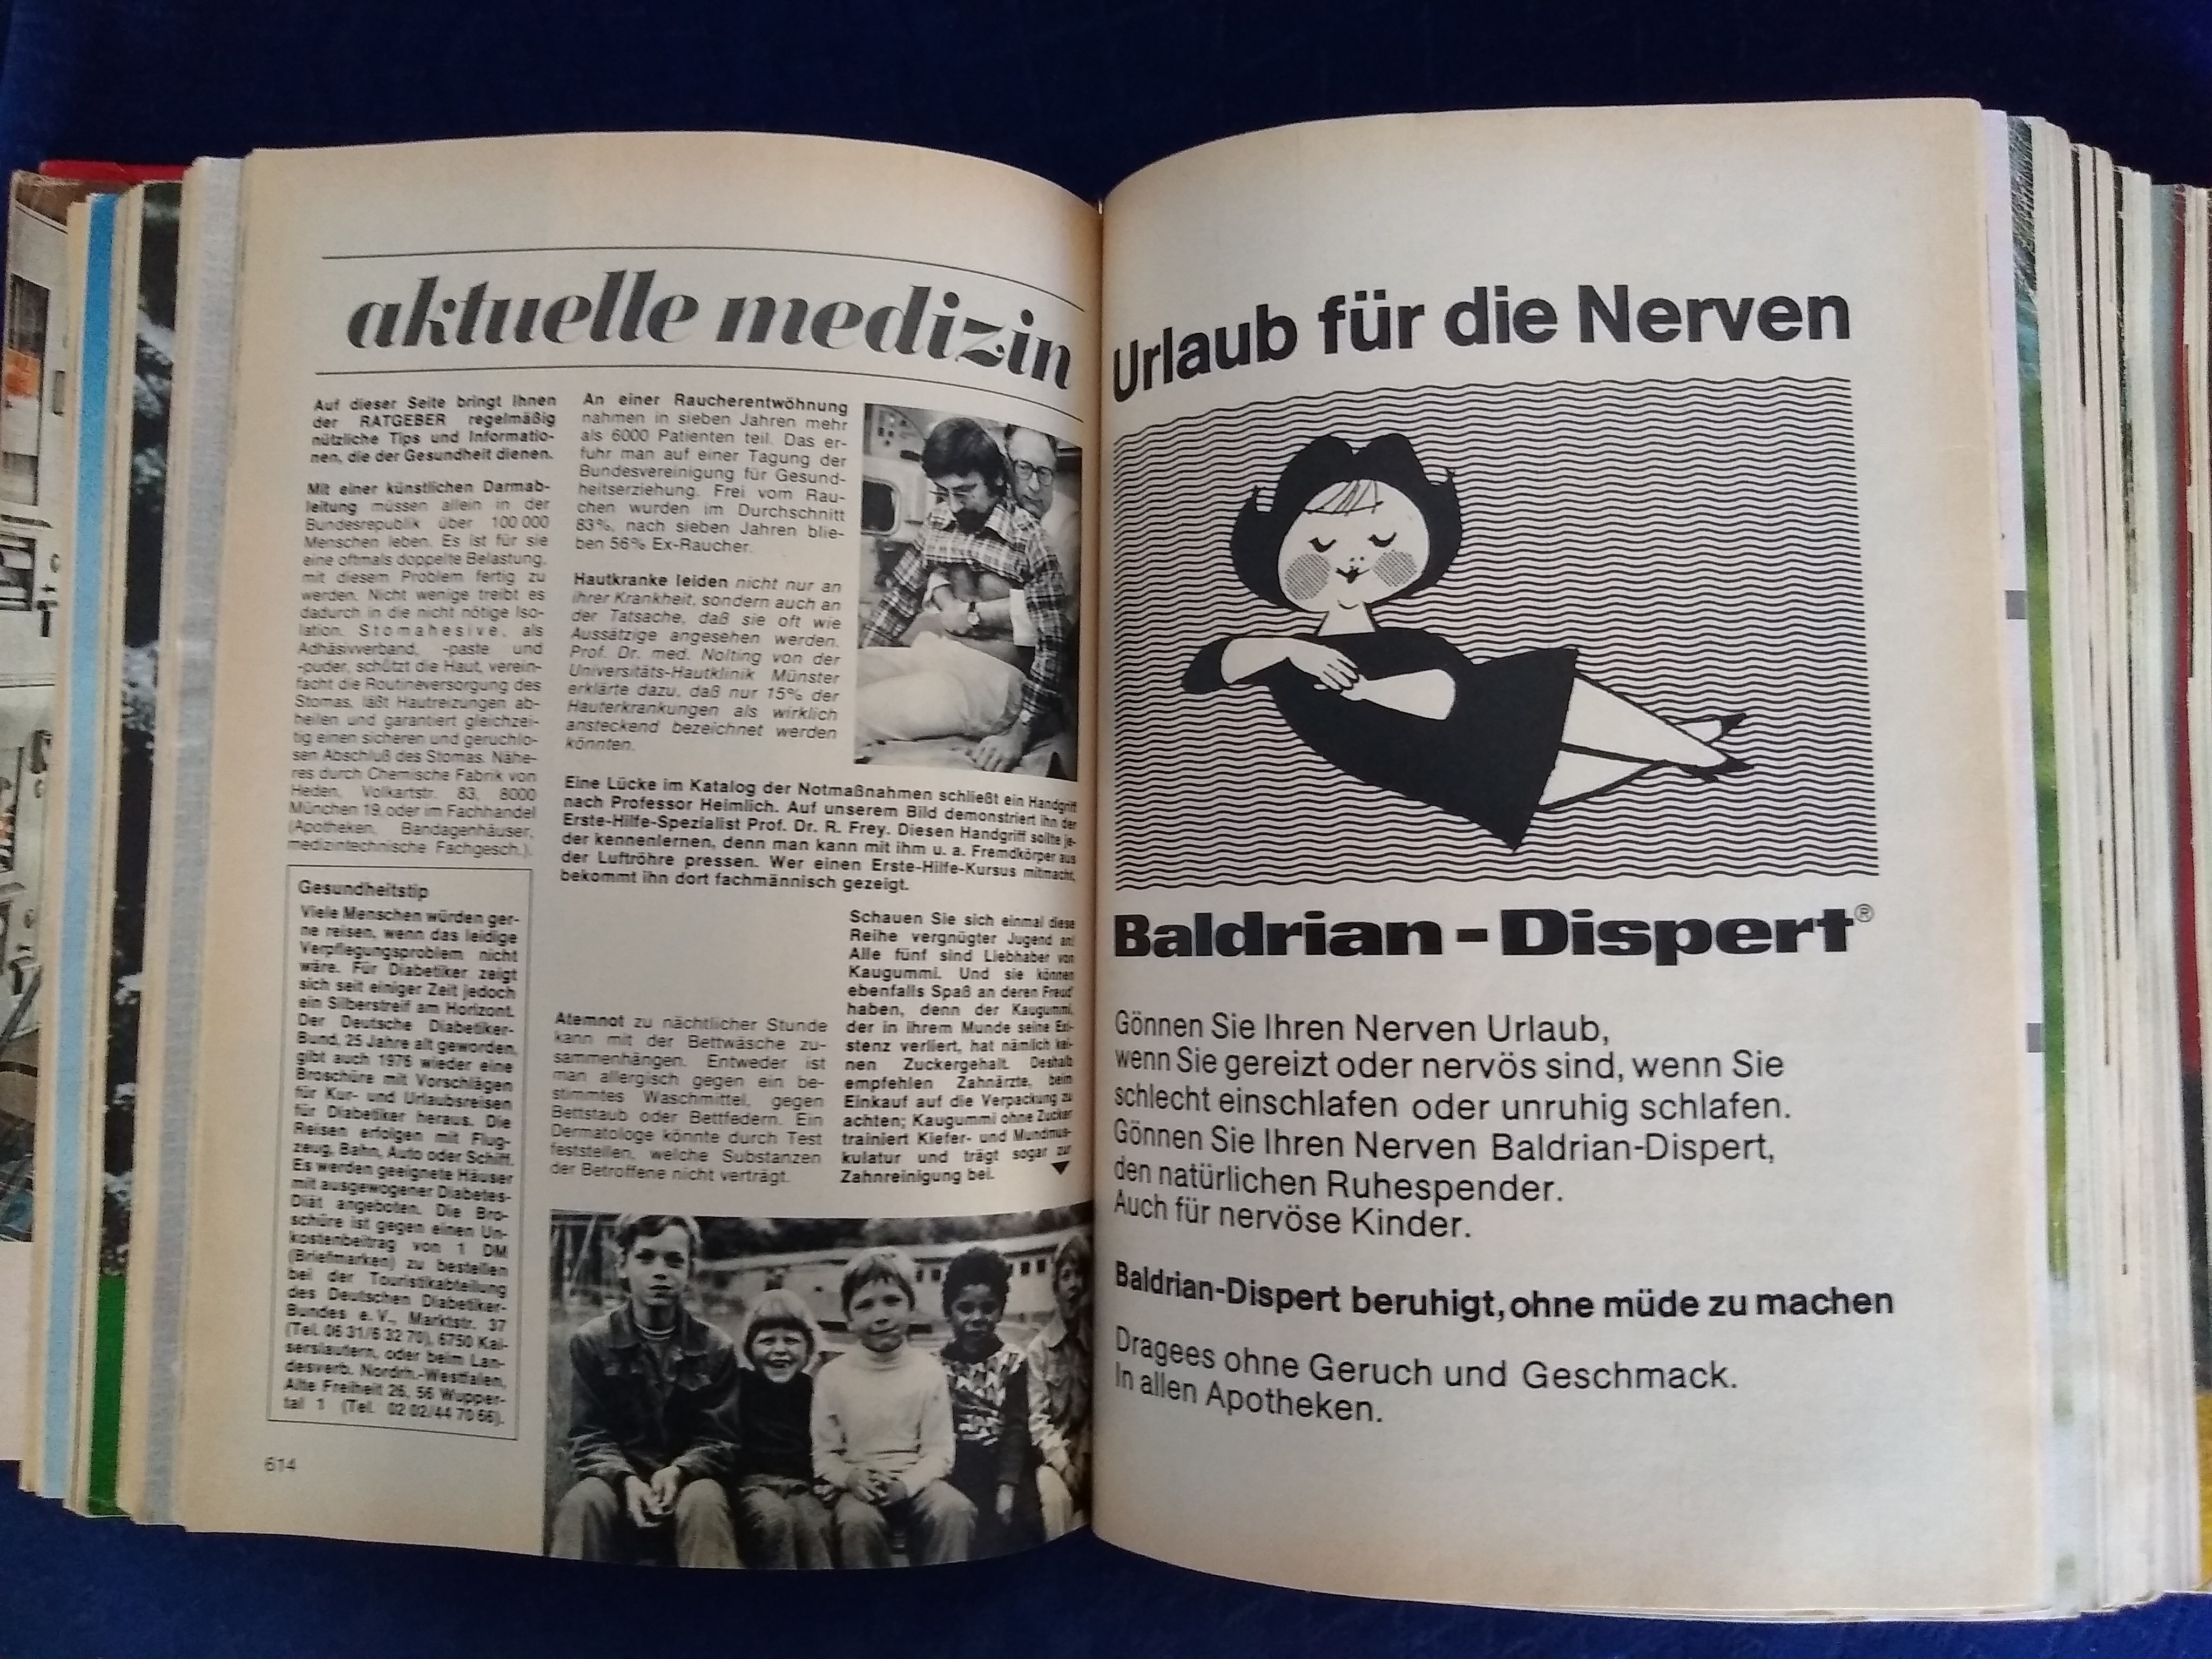 aktuelle medizin
Auf dieser Seite bringt Ihnen
der RATGEBER regelmäßig
nützliche Tips und Informatio-
nen, die der Gesundheit dienen.
Mit einer künstlichen Darmab-
leitung müssen allein in der
Bundesrepublik über 100 000
Menschen leben. Es ist für sie
eine oftmals doppelte Belastung,
mit diesem Problem fertig zu
werden. Nicht wenige treibt es
dadurch in die nicht nötige Iso-
lation. Stomahesive, als
Adhäsivverband, -paste und
-puder, schützt die Haut, verein-
facht die Routineversorgung des
Stomas, läßt Hautreizungen ab-
heilen und garantiert gleichzei-
tig einen sicheren und geruchlo-
sen Abschluß des Stomas. Nähe-
res durch Chemische Fabrik von
Heden, Volkartstr. 83, 8000
München 19, oder im Fachhandel
(Apotheken, Bandagenhäuser,
medizintechnische Fachgesch.).
Gesundheitstip
Viele Menschen würden ger-
ne reisen, wenn das leidige
Verpflegungsproblem nicht
wäre. Für Diabetiker zeigt
sich seit einiger Zeit jedoch
ein Silberstreif am Horizont.
Der Deutsche Diabetiker-
Bund, 25 Jahre alt geworden,
gibt auch 1976 wieder eine
Broschüre mit Vorschlägen
für Kur- und Urlaubsreisen
für Diabetiker heraus. Die
Reisen erfolgen mit Flug-
zeug, Bahn, Auto oder Schiff.
Es werden geeignete Häuser
mit ausgewogener Diabetes-
Diät angeboten. Die Bro-
schüre ist gegen einen Un-
kostenbeitrag von 1 DM
(Briefmarken) zu bestellen
bei der Touristikabteilung
des Deutschen Diabetiker-
Bundes e. V., Marktstr. 37
(Tel. 06 31/6 32 70), 6750 Kai-
serslautern, oder beim Lan-
desverb. Nordrh.-Westfalen,
Alte Freiheit 26, 56 Wupper-
tal 1 (Tel. 02 02/44 70 66).
614
An einer Raucherentwöhnung
nahmen in sieben Jahren mehr
als 6000 Patienten teil. Das er-
fuhr man auf einer Tagung der
Bundesvereinigung für Gesund-
heitserziehung. Frei vom Rau-
chen wurden im Durchschnitt
83%, nach sieben Jahren blie-
ben 56% Ex-Raucher.
Hautkranke leiden nicht nur an
ihrer Krankheit, sondern auch an
der Tatsache, daß sie oft wie
Aussätzige angesehen werden.
Prof. Dr. med. Nolting von der
Universitäts-Hautklinik Münster
erklärte dazu, daß nur 15% der
Hauterkrankungen als wirklich
ansteckend bezeichnet werden
könnten.
Eine Lücke im Katalog der Notmaßnahmen schließt ein Handgriff
nach Professor Heimlich. Auf unserem Bild demonstriert ihn der
Erste-Hilfe-Spezialist Prof. Dr. R. Frey. Diesen Handgriff sollte je-
der kennenlernen, denn man kann mit ihm u. a. Fremdkörper aus
der Luftröhre pressen. Wer einen Erste-Hilfe-Kursus mitmacht,
bekommt ihn dort fachmännisch gezeigt.
Atemnot zu nächtlicher Stunde
kann mit der Bettwäsche zu-
sammenhängen. Entweder ist
man allergisch gegen ein be-
stimmtes Waschmittel, gegen
Bettstaub oder Bettfedern. Ein
Dermatologe könnte durch Test
feststellen, welche Substanzen
der Betroffene nicht verträgt.
Schauen Sie sich einmal diese
Reihe vergnügter Jugend an!
Alle fünf sind Liebhaber von
Kaugummi. Und sie können
ebenfalls Spaß an deren Freud'
haben, denn der Kaugummi,
der in ihrem Munde seine Exi-
stenz verliert, hat nämlich kei-
nen Zuckergehalt. Deshalb
empfehlen Zahnärzte, beim
Einkauf auf die Verpackung zu
achten; Kaugummi ohne Zucker
trainiert Kiefer- und Mundmus-
kulatur und trägt sogar zur
Zahnreinigung bei.
Urlaub für die Nerven
Baldrian-Dispert®
Gönnen Sie Ihren Nerven Urlaub,
wenn Sie gereizt oder nervös sind, wenn Sie
schlecht einschlafen oder unruhig schlafen.
Gönnen Sie Ihren Nerven Baldrian-Dispert,
den natürlichen Ruhespender.
Auch für nervöse Kinder.
Baldrian-Dispert beruhigt, ohne müde zu machen
Dragees ohne Geruch und Geschmack.
In allen Apotheken.